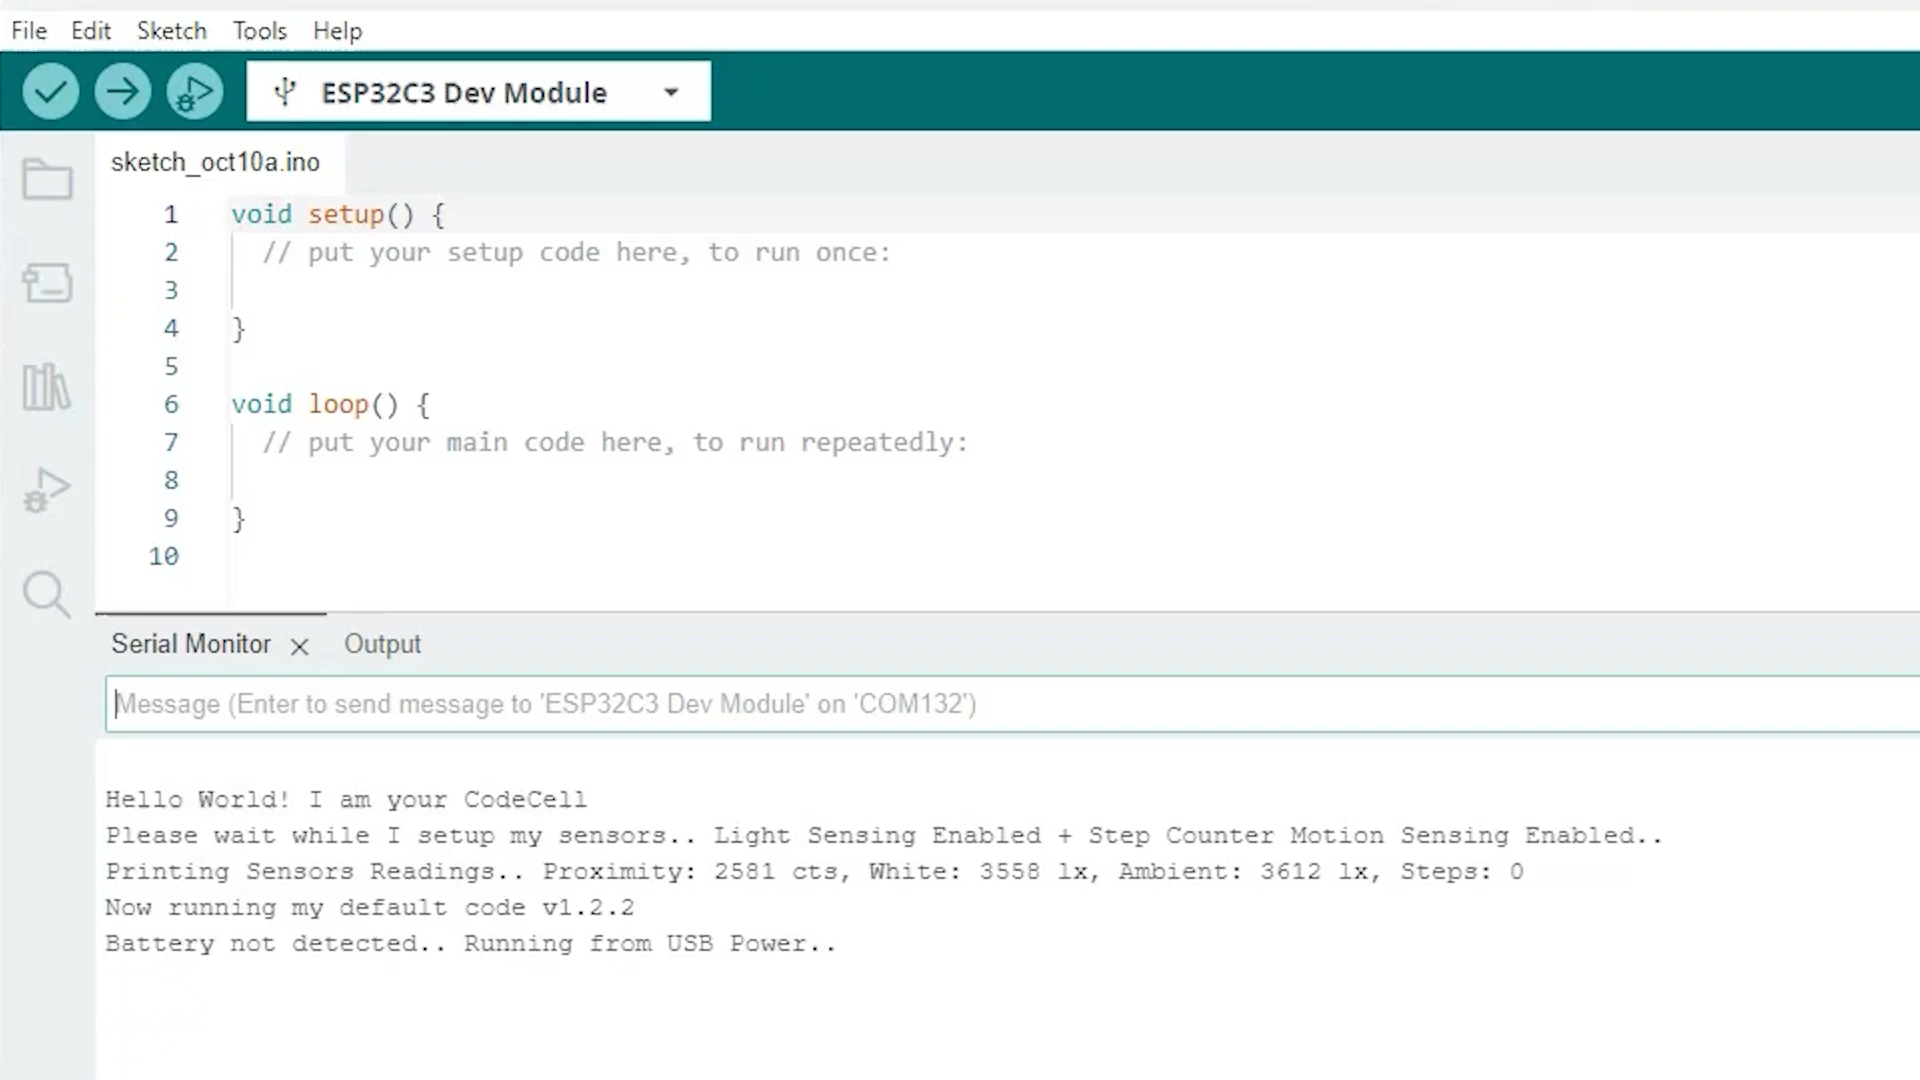 File Edit Sketch Tools Help
ESP32C3 Dev Module
sketch_oct10a.ino
1 void setup() {
2 // put your setup code here, to run once:
3
4 }
5
6 void loop() {
7 // put your main code here, to run repeatedly:
8
9 }
10
Serial Monitor Output
Message (Enter to send message to 'ESP32C3 Dev Module' on 'COM132')
Hello World! I am your CodeCell
Please wait while I setup my sensors.. Light Sensing Enabled + Step Counter Motion Sensing Enabled..
Printing Sensors Readings.. Proximity: 2581 cts, White: 3558 lx, Ambient: 3612 lx, Steps: 0
Now running my default code v1.2.2
Battery not detected.. Running from USB Power..